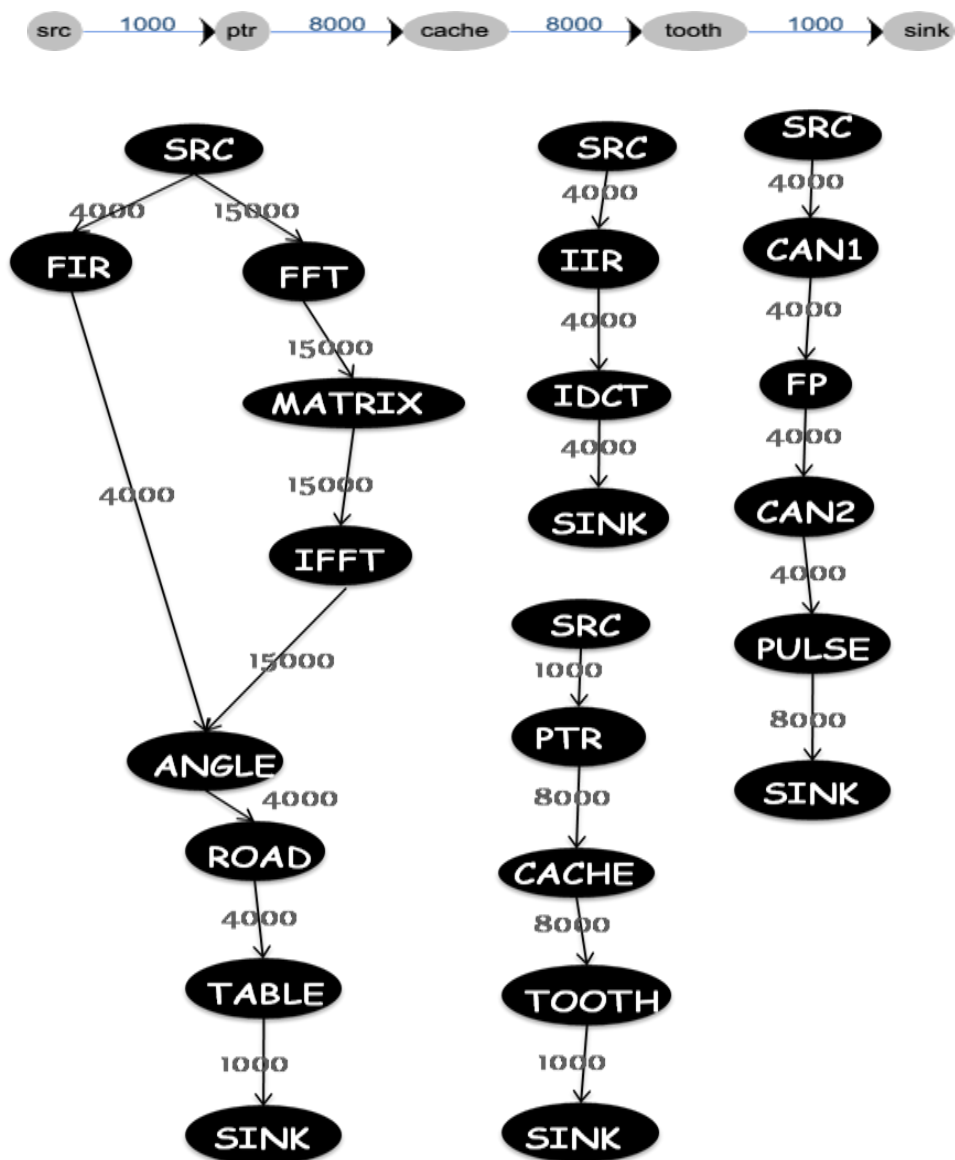 src 1000 ptr 8000 cache 8000 tooth 1000 sink
SRC
4000 15000
FIR FFT
15000
MATRIX
4000 15000
IFFT
15000
ANGLE
4000
ROAD
4000
TABLE
1000
SINK
SRC
4000
IIR
4000
IDCT
4000
SINK
SRC
1000
PTR
8000
CACHE
8000
TOOTH
1000
SINK
SRC
4000
CAN1
4000
FP
4000
CAN2
4000
PULSE
8000
SINK